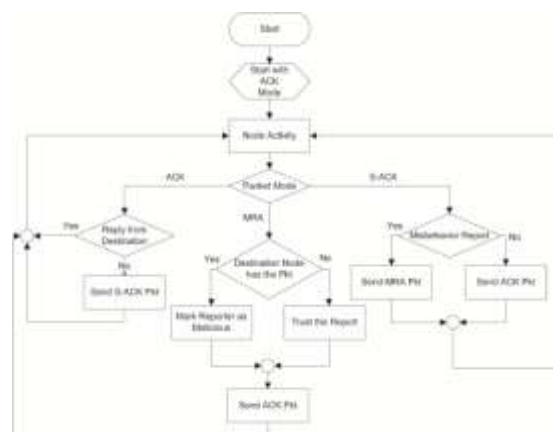 Start
Start with
ACK
Mode
Node Activity
Packet Mode
ACK
S-ACK
MRA
Yes
Reply from
Destination
No
Send S-ACK Pkt
Destination Node
has the Pkt
Yes
No
Mark Reporter as
Malicious
Trust the Report
Misbehavior Report
Yes
No
Send MRA Pkt
Send ACK Pkt
Send ACK Pkt